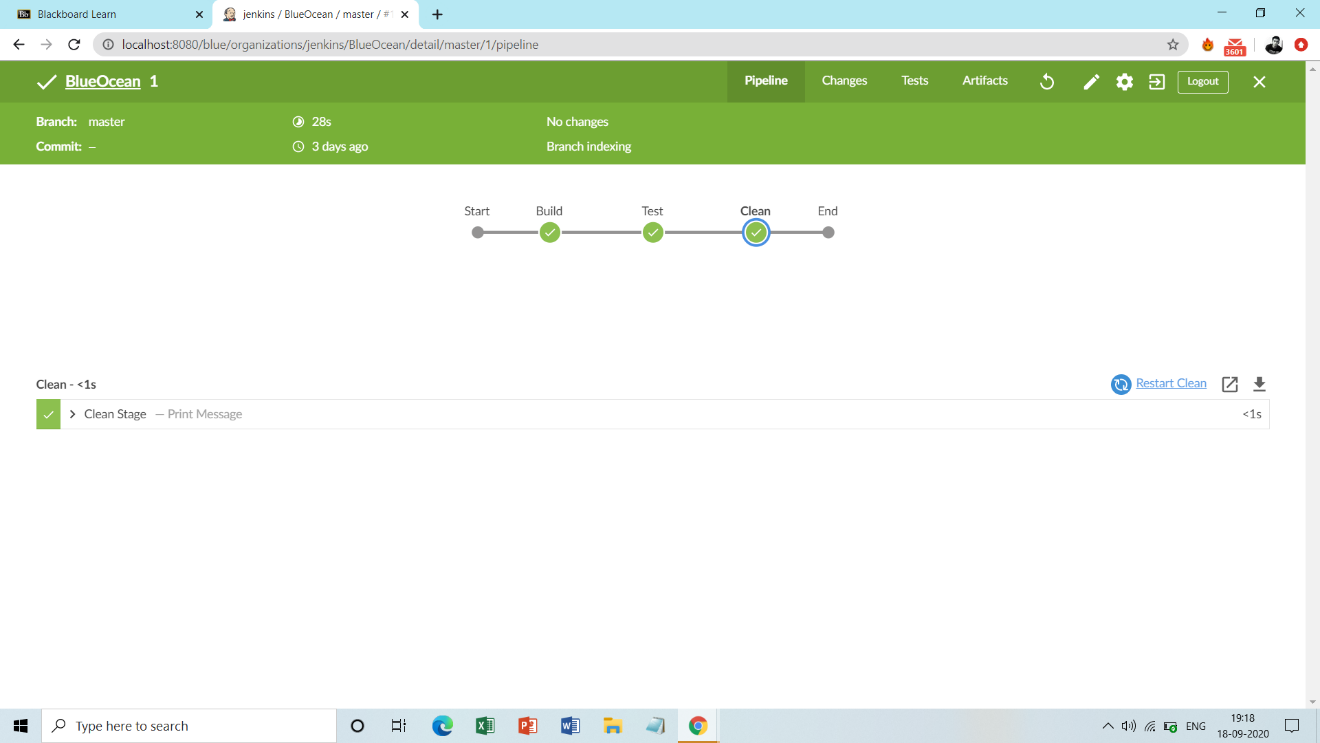 Bb Blackboard Learn
jenkins / BlueOcean / master / #1
localhost:8080/blue/organizations/jenkins/BlueOcean/detail/master/1/pipeline
3601
BlueOcean 1
Pipeline Changes Tests Artifacts Logout
Branch: master 28s No changes
Commit: – 3 days ago Branch indexing
Start Build Test Clean End
Clean - <1s Restart Clean
Clean Stage — Print Message <1s
Type here to search
ENG
19:18
18-09-2020